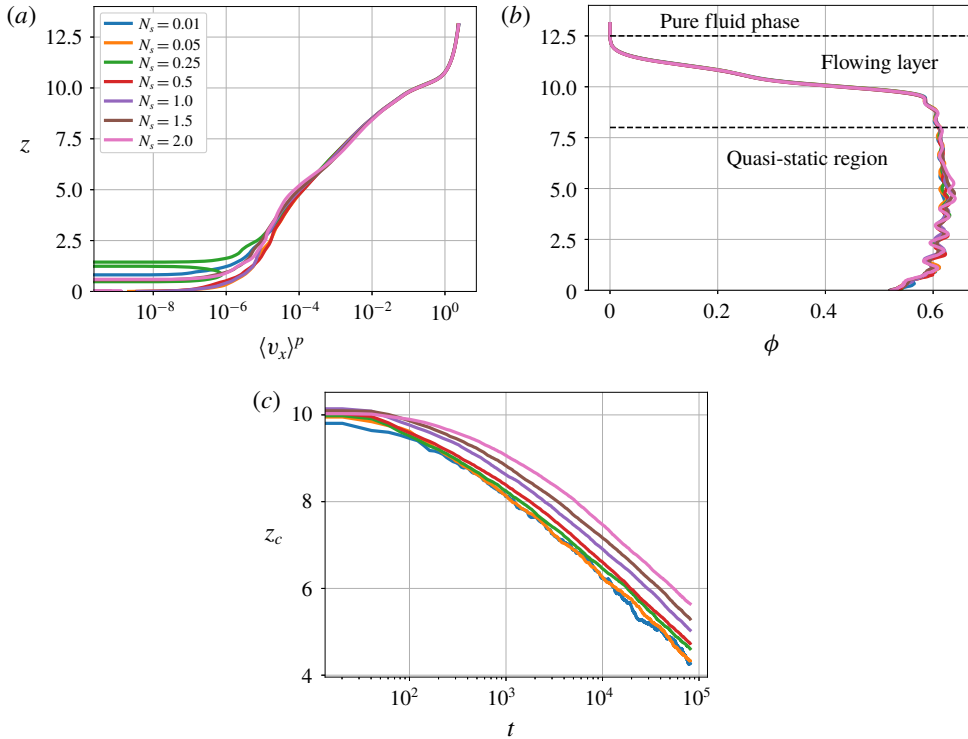 (a)
12.5
10.0
7.5
5.0
2.5
0
z
N_s = 0.01
N_s = 0.05
N_s = 0.25
N_s = 0.5
N_s = 1.0
N_s = 1.5
N_s = 2.0
10^−8 10^−6 10^−4 10^−2 10^0
⟨v_x⟩^p
(b)
12.5
10.0
7.5
5.0
2.5
0
Pure fluid phase
Flowing layer
Quasi-static region
0 0.2 0.4 0.6
ϕ
(c)
10
8
6
4
z_c
10^2 10^3 10^4 10^5
t